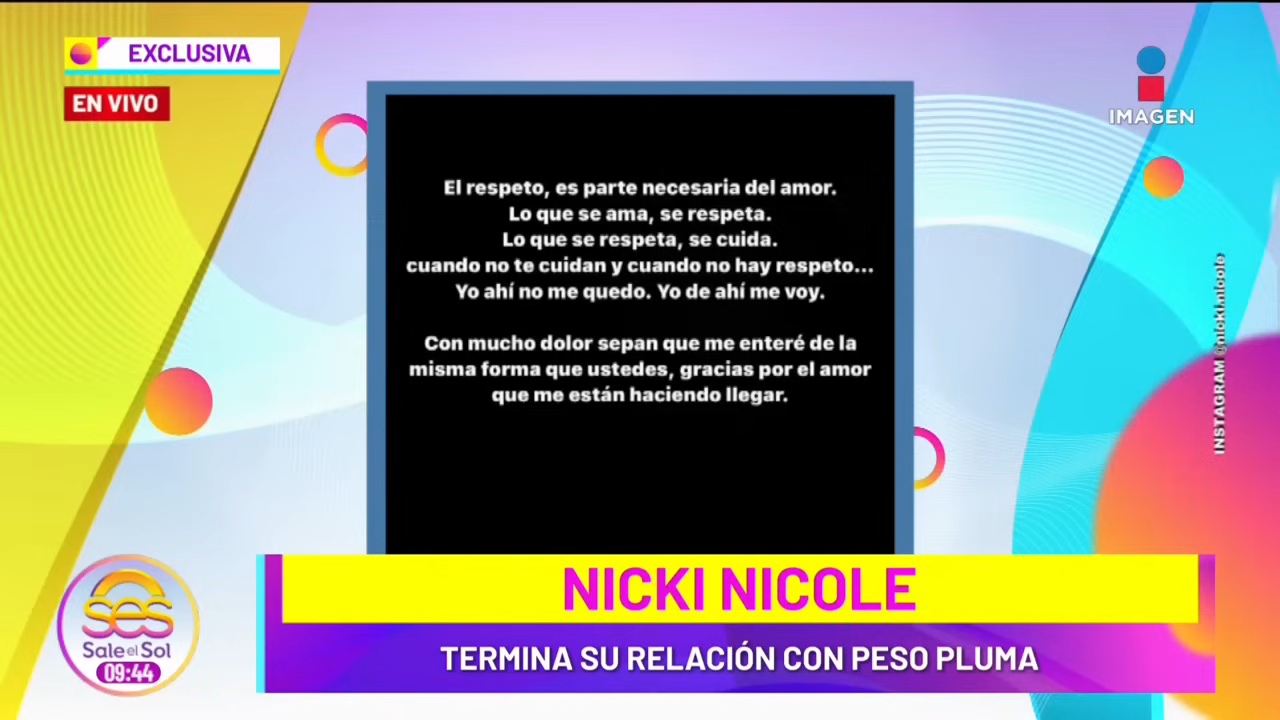 EXCLUSIVA
EN VIVO
IMAGEN
El respeto, es parte necesaria del amor.
Lo que se ama, se respeta.
Lo que se respeta, se cuida.
cuando no te cuidan y cuando no hay respeto...
Yo ahí no me quedo. Yo de ahí me voy.
Con mucho dolor sepan que me enteré de la
misma forma que ustedes, gracias por el amor
que me están haciendo llegar.
INSTAGRAM @nicki.nicole
NICKI NICOLE
TERMINA SU RELACIÓN CON PESO PLUMA
ses
Sale el Sol
09:44